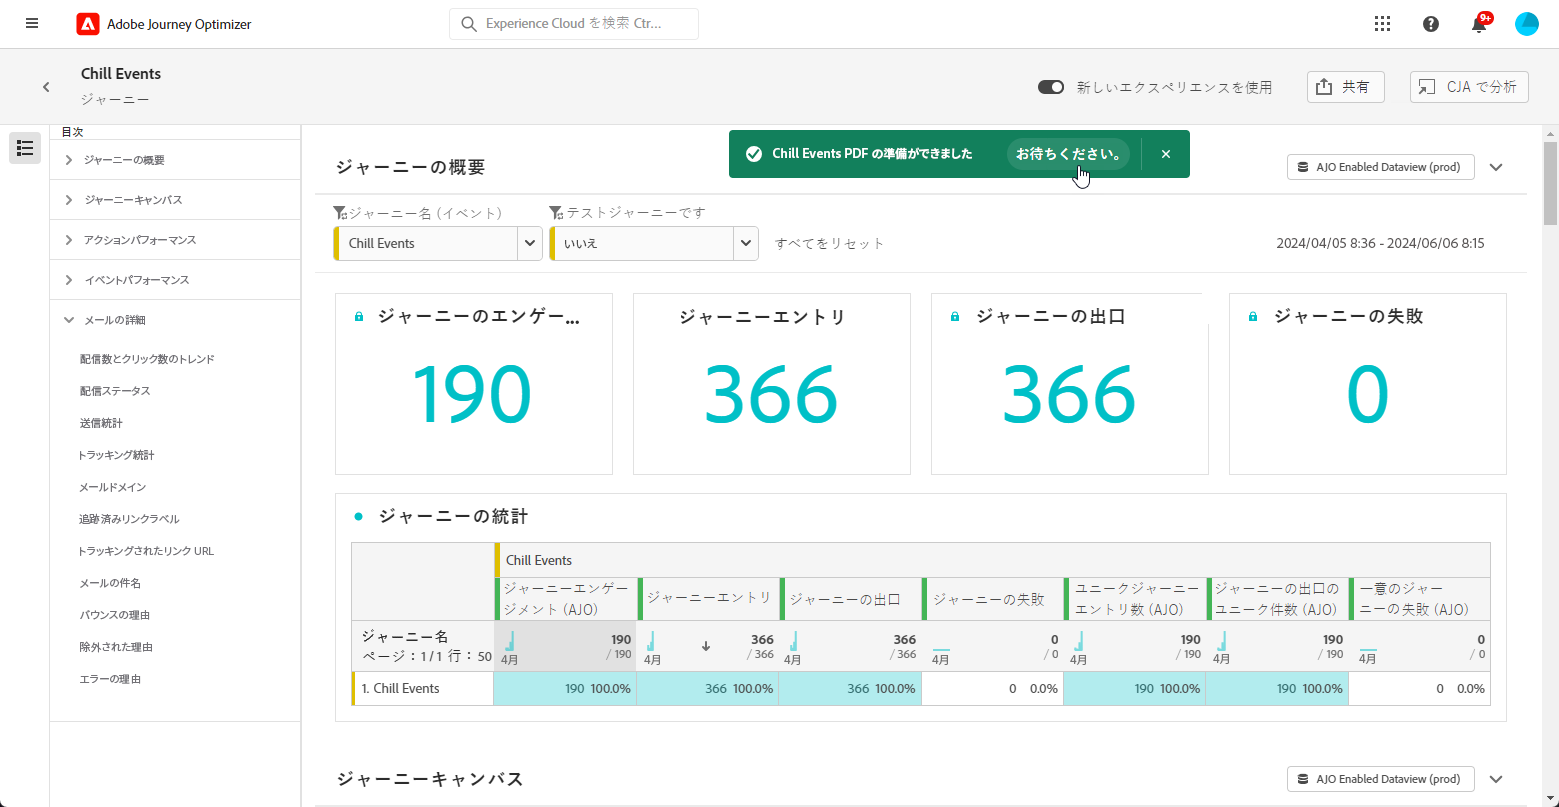 Adobe Journey Optimizer
Experience Cloud を検索 Ctr...
9+
Chill Events
ジャーニー
新しいエクスペリエンスを使用
共有
CJA で分析
目次
ジャーニーの概要
ジャーニーキャンバス
アクションパフォーマンス
イベントパフォーマンス
メールの詳細
配信数とクリック数のトレンド
配信ステータス
送信統計
トラッキング統計
メールドメイン
追跡済みリンクラベル
トラッキングされたリンク URL
メールの件名
バウンスの理由
除外された理由
エラーの理由
Chill Events PDF の準備ができました
お待ちください。
ジャーニーの概要
AJO Enabled Dataview (prod)
ジャーニー名 (イベント)
テストジャーニーです
Chill Events
いいえ
すべてをリセット
2024/04/05 8:36 - 2024/06/06 8:15
ジャーニーのエンゲー...
190
ジャーニーエントリ
366
ジャーニーの出口
366
ジャーニーの失敗
0
ジャーニーの統計
Chill Events
ジャーニーエンゲー
ジメント (AJO)
ジャーニーエントリ
ジャーニーの出口
ジャーニーの失敗
ユニークジャーニー
エントリ数 (AJO)
ジャーニーの出口の
ユニーク件数 (AJO)
一意のジャー
ニーの失敗 (AJO)
ジャーニー名
ページ：1 / 1 行：50
4月 190 / 190
4月 366 / 366
4月 366 / 366
4月 0 / 0
4月 190 / 190
4月 190 / 190
4月 0 / 0
1. Chill Events 190 100.0% 366 100.0% 366 100.0% 0 0.0% 190 100.0% 190 100.0% 0 0.0%
ジャーニーキャンバス
AJO Enabled Dataview (prod)